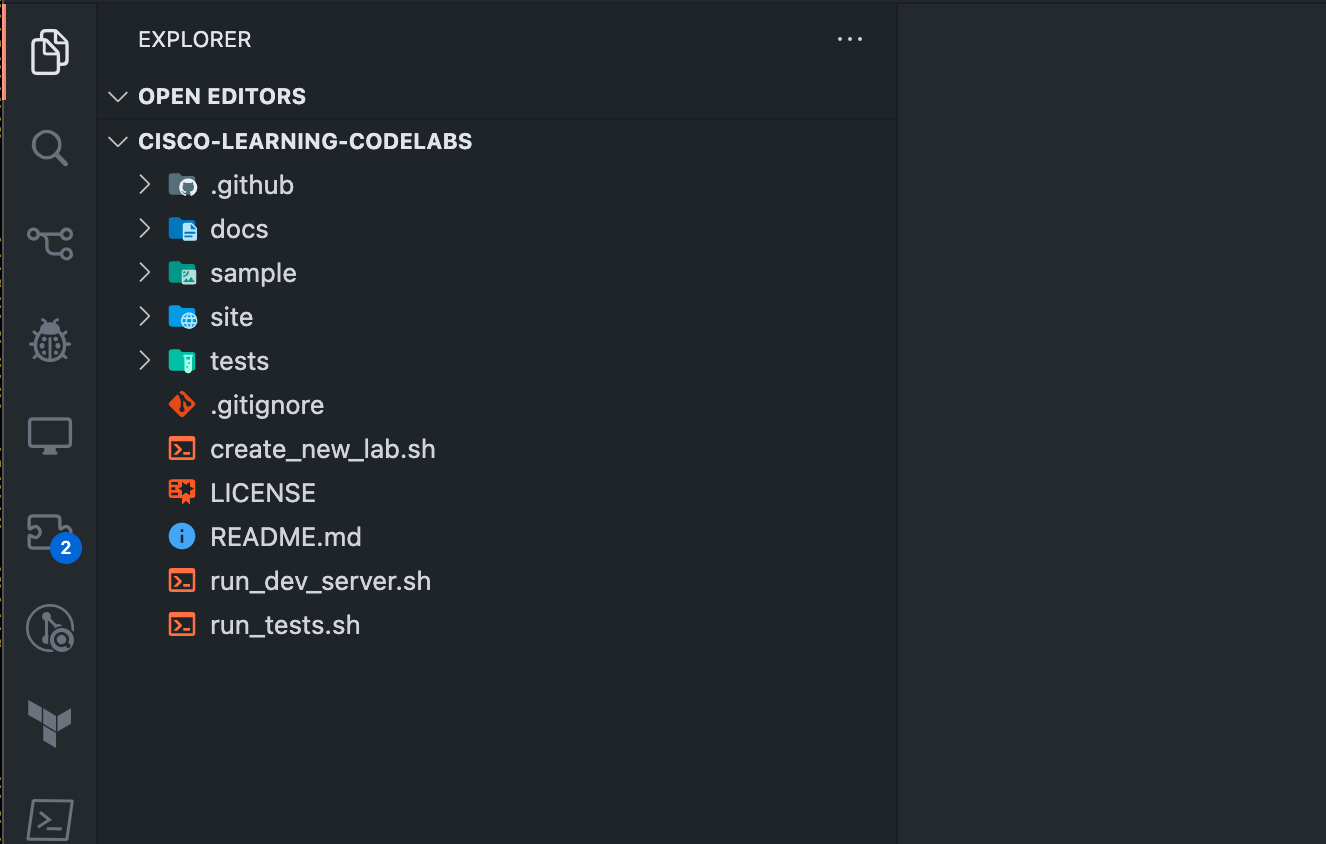 EXPLORER
OPEN EDITORS
CISCO-LEARNING-CODELABS
.github
docs
sample
site
tests
.gitignore
create_new_lab.sh
LICENSE
README.md
2
run_dev_server.sh
run_tests.sh